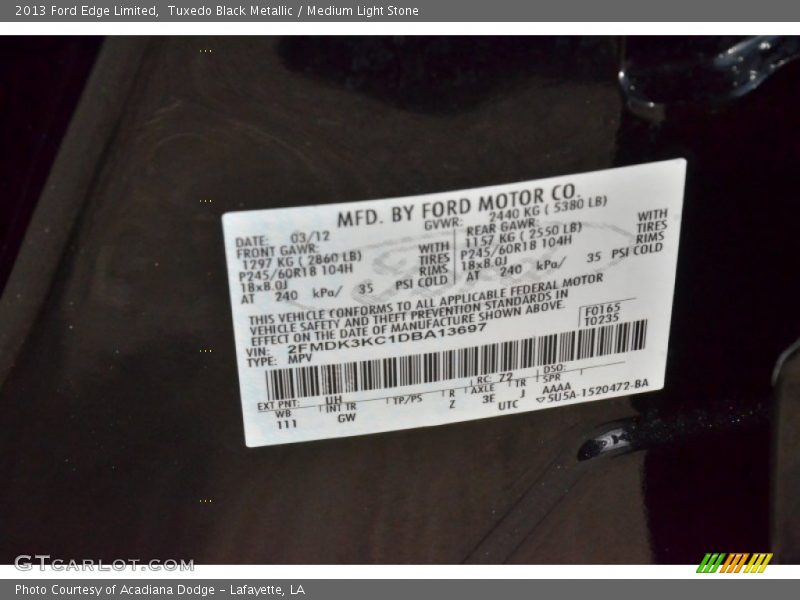 2013 Ford Edge Limited, Tuxedo Black Metallic / Medium Light Stone
MFD. BY FORD MOTOR CO.
DATE: 03/12 GVWR: 2440 KG ( 5380 LB)
FRONT GAWR: REAR GAWR:
1297 KG ( 2860 LB) WITH 1157 KG ( 2550 LB) WITH
P245/60R18 104H TIRES P245/60R18 104H TIRES
18x8.0J RIMS 18x8.0J RIMS
AT 240 kPa/ 35 PSI COLD AT 240 kPa/ 35 PSI COLD
THIS VEHICLE CONFORMS TO ALL APPLICABLE FEDERAL MOTOR
VEHICLE SAFETY AND THEFT PREVENTION STANDARDS IN
EFFECT ON THE DATE OF MANUFACTURE SHOWN ABOVE.
F0165
T0235
VIN: 2FMDK3KC1DBA13697
TYPE: MPV
EXT PNT: UH RC: 72 DSO:
WB INT TR TP/PS R AXLE TR SPR
111 GW Z 3E J AAAA
UTC ▽5U5A-1520472-BA
GTCARLOT.COM
Photo Courtesy of Acadiana Dodge - Lafayette, LA